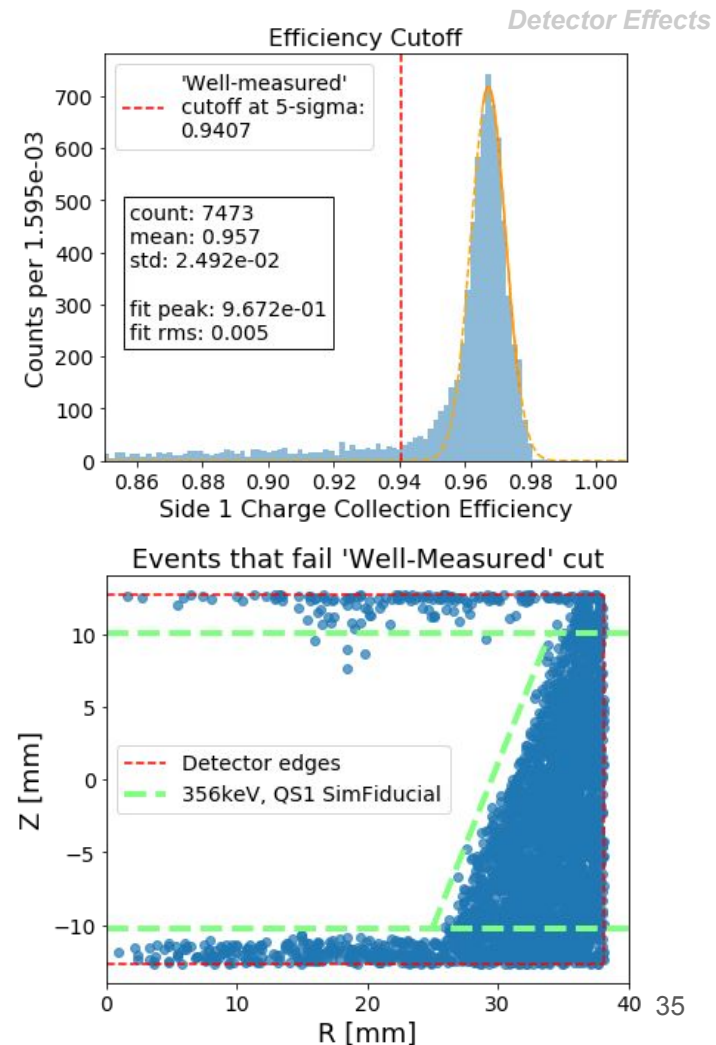 Detector Effects
Efficiency Cutoff
'Well-measured'
cutoff at 5-sigma:
0.9407
count: 7473
mean: 0.957
std: 2.492e-02
fit peak: 9.672e-01
fit rms: 0.005
Counts per 1.595e-03
700
600
500
400
300
200
100
0
0.86 0.88 0.90 0.92 0.94 0.96 0.98 1.00
Side 1 Charge Collection Efficiency
Events that fail 'Well-Measured' cut
Z [mm]
10
5
0
−5
−10
Detector edges
356keV, QS1 SimFiducial
0 10 20 30 40
R [mm]
35